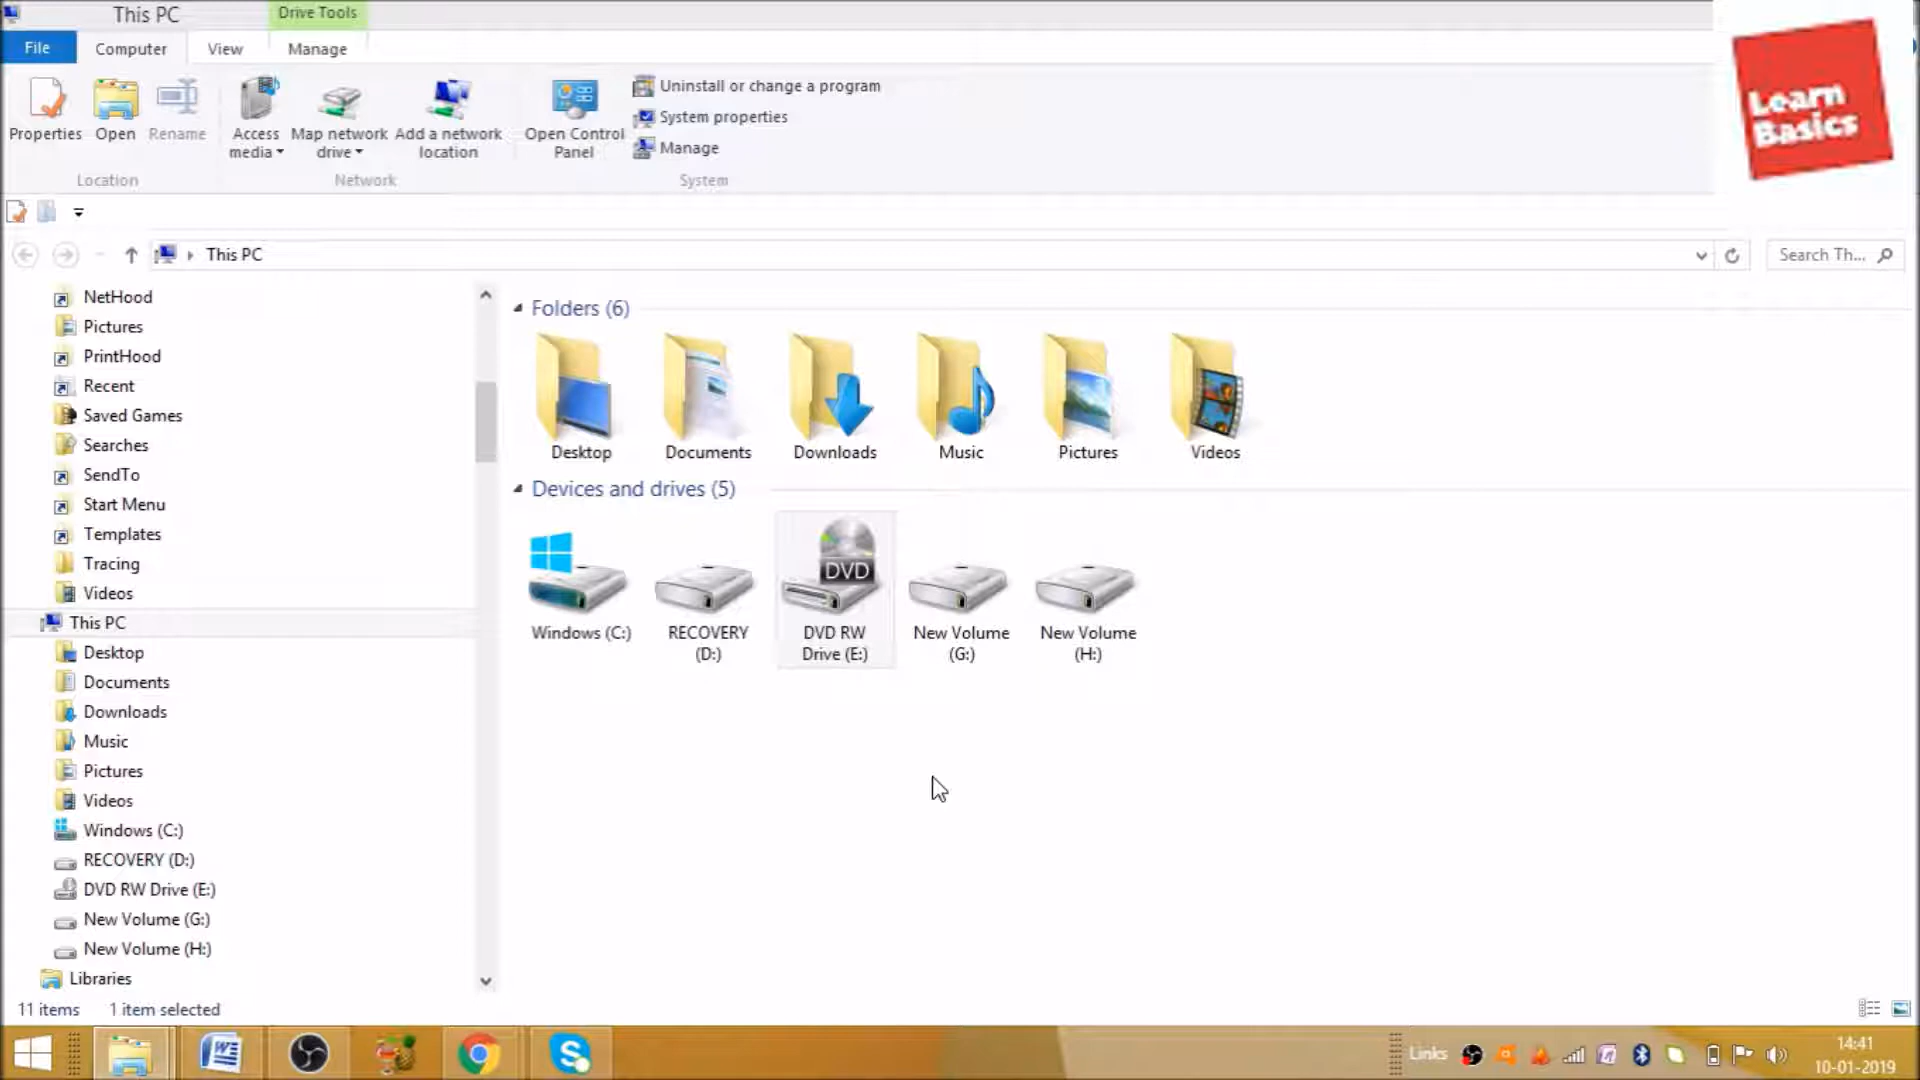 This PC
Drive Tools
File
Computer
View
Manage
Properties
Open
Rename
Access
media
Map network
drive
Add a network
location
Open Control
Panel
Uninstall or change a program
System properties
Manage
Location
Network
System
Learn
Basics
This PC
Search Th...
NetHood
Pictures
PrintHood
Recent
Saved Games
Searches
SendTo
Start Menu
Templates
Tracing
Videos
This PC
Desktop
Documents
Downloads
Music
Pictures
Videos
Windows (C:)
RECOVERY (D:)
DVD RW Drive (E:)
New Volume (G:)
New Volume (H:)
Libraries
Folders (6)
Desktop
Documents
Downloads
Music
Pictures
Videos
Devices and drives (5)
DVD
Windows (C:)
RECOVERY
(D:)
DVD RW
Drive (E:)
New Volume
(G:)
New Volume
(H:)
11 items
1 item selected
Links
14:41
10-01-2019